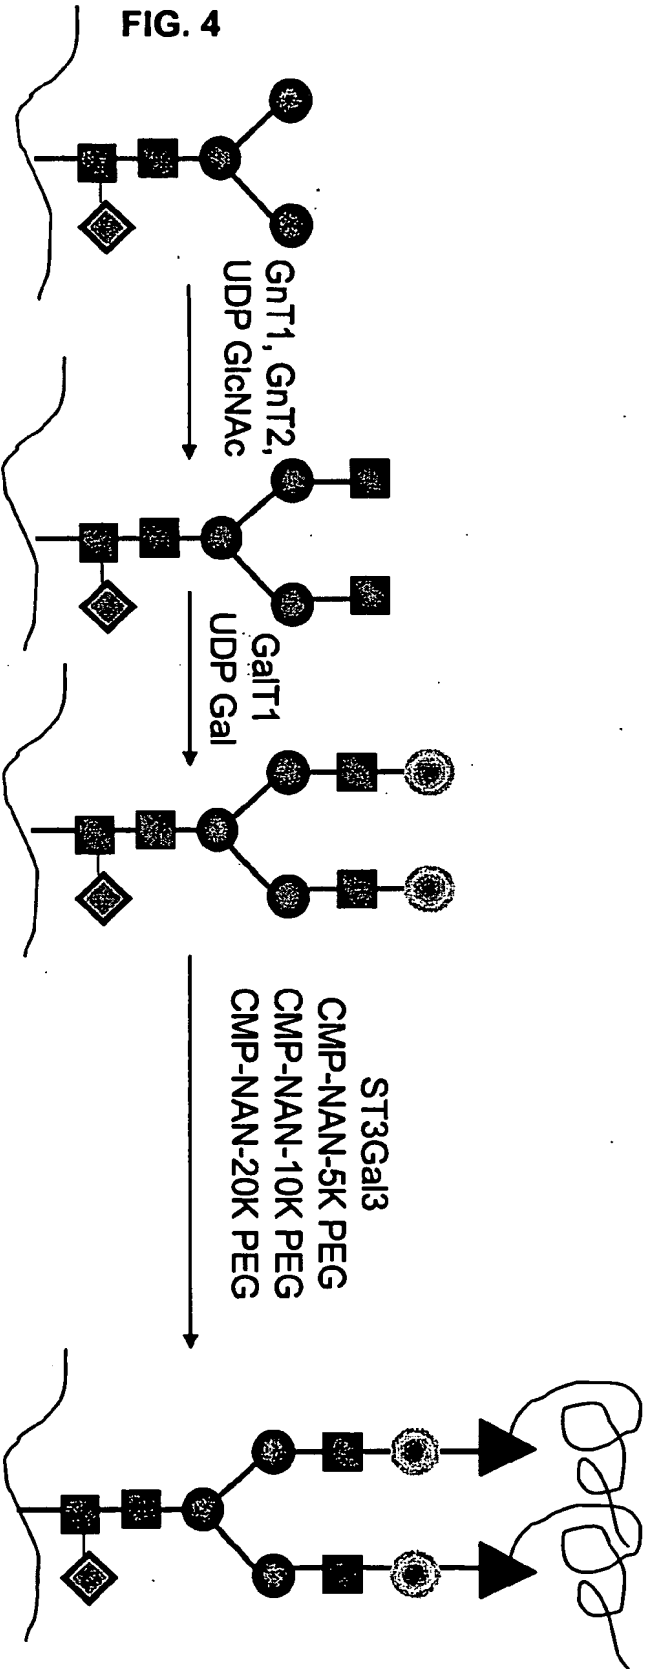 FIG. 4
GnT1, GnT2,
UDP GlcNAc
GalT1
UDP Gal
ST3Gal3
CMP-NAN-5K PEG
CMP-NAN-10K PEG
CMP-NAN-20K PEG